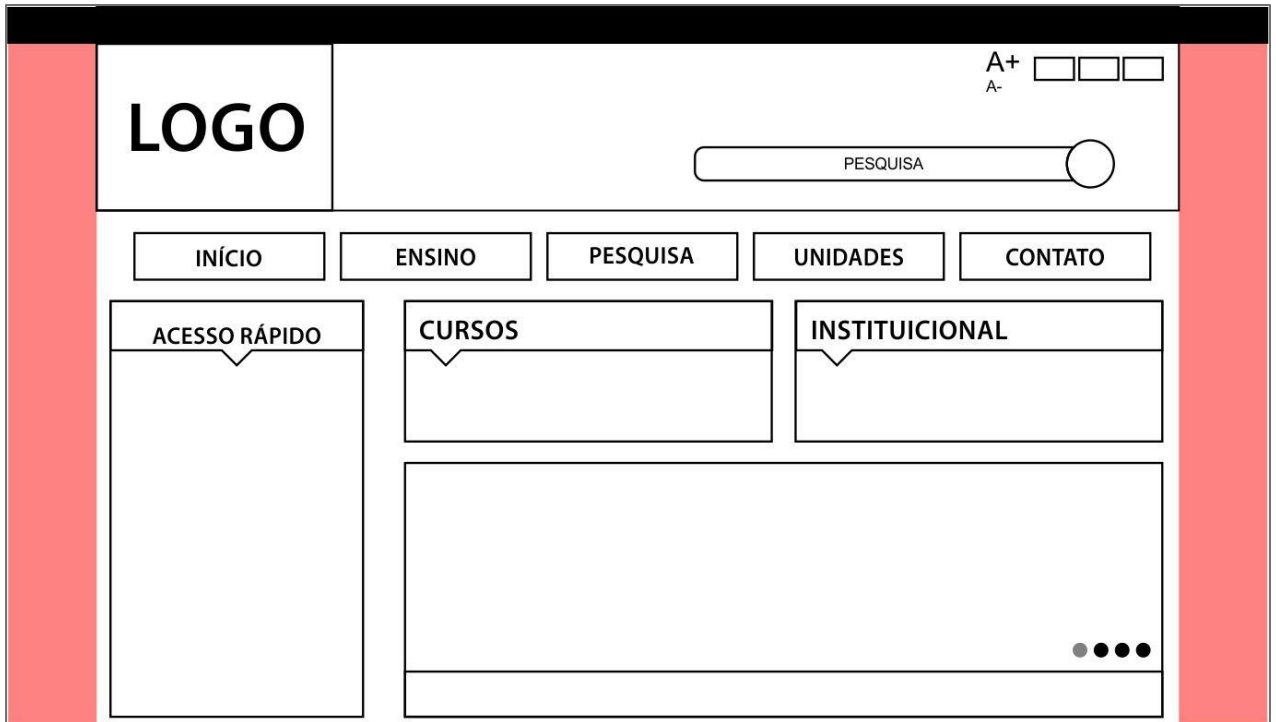 LOGO
A+
A-
PESQUISA
INÍCIO
ENSINO
PESQUISA
UNIDADES
CONTATO
ACESSO RÁPIDO
CURSOS
INSTITUICIONAL